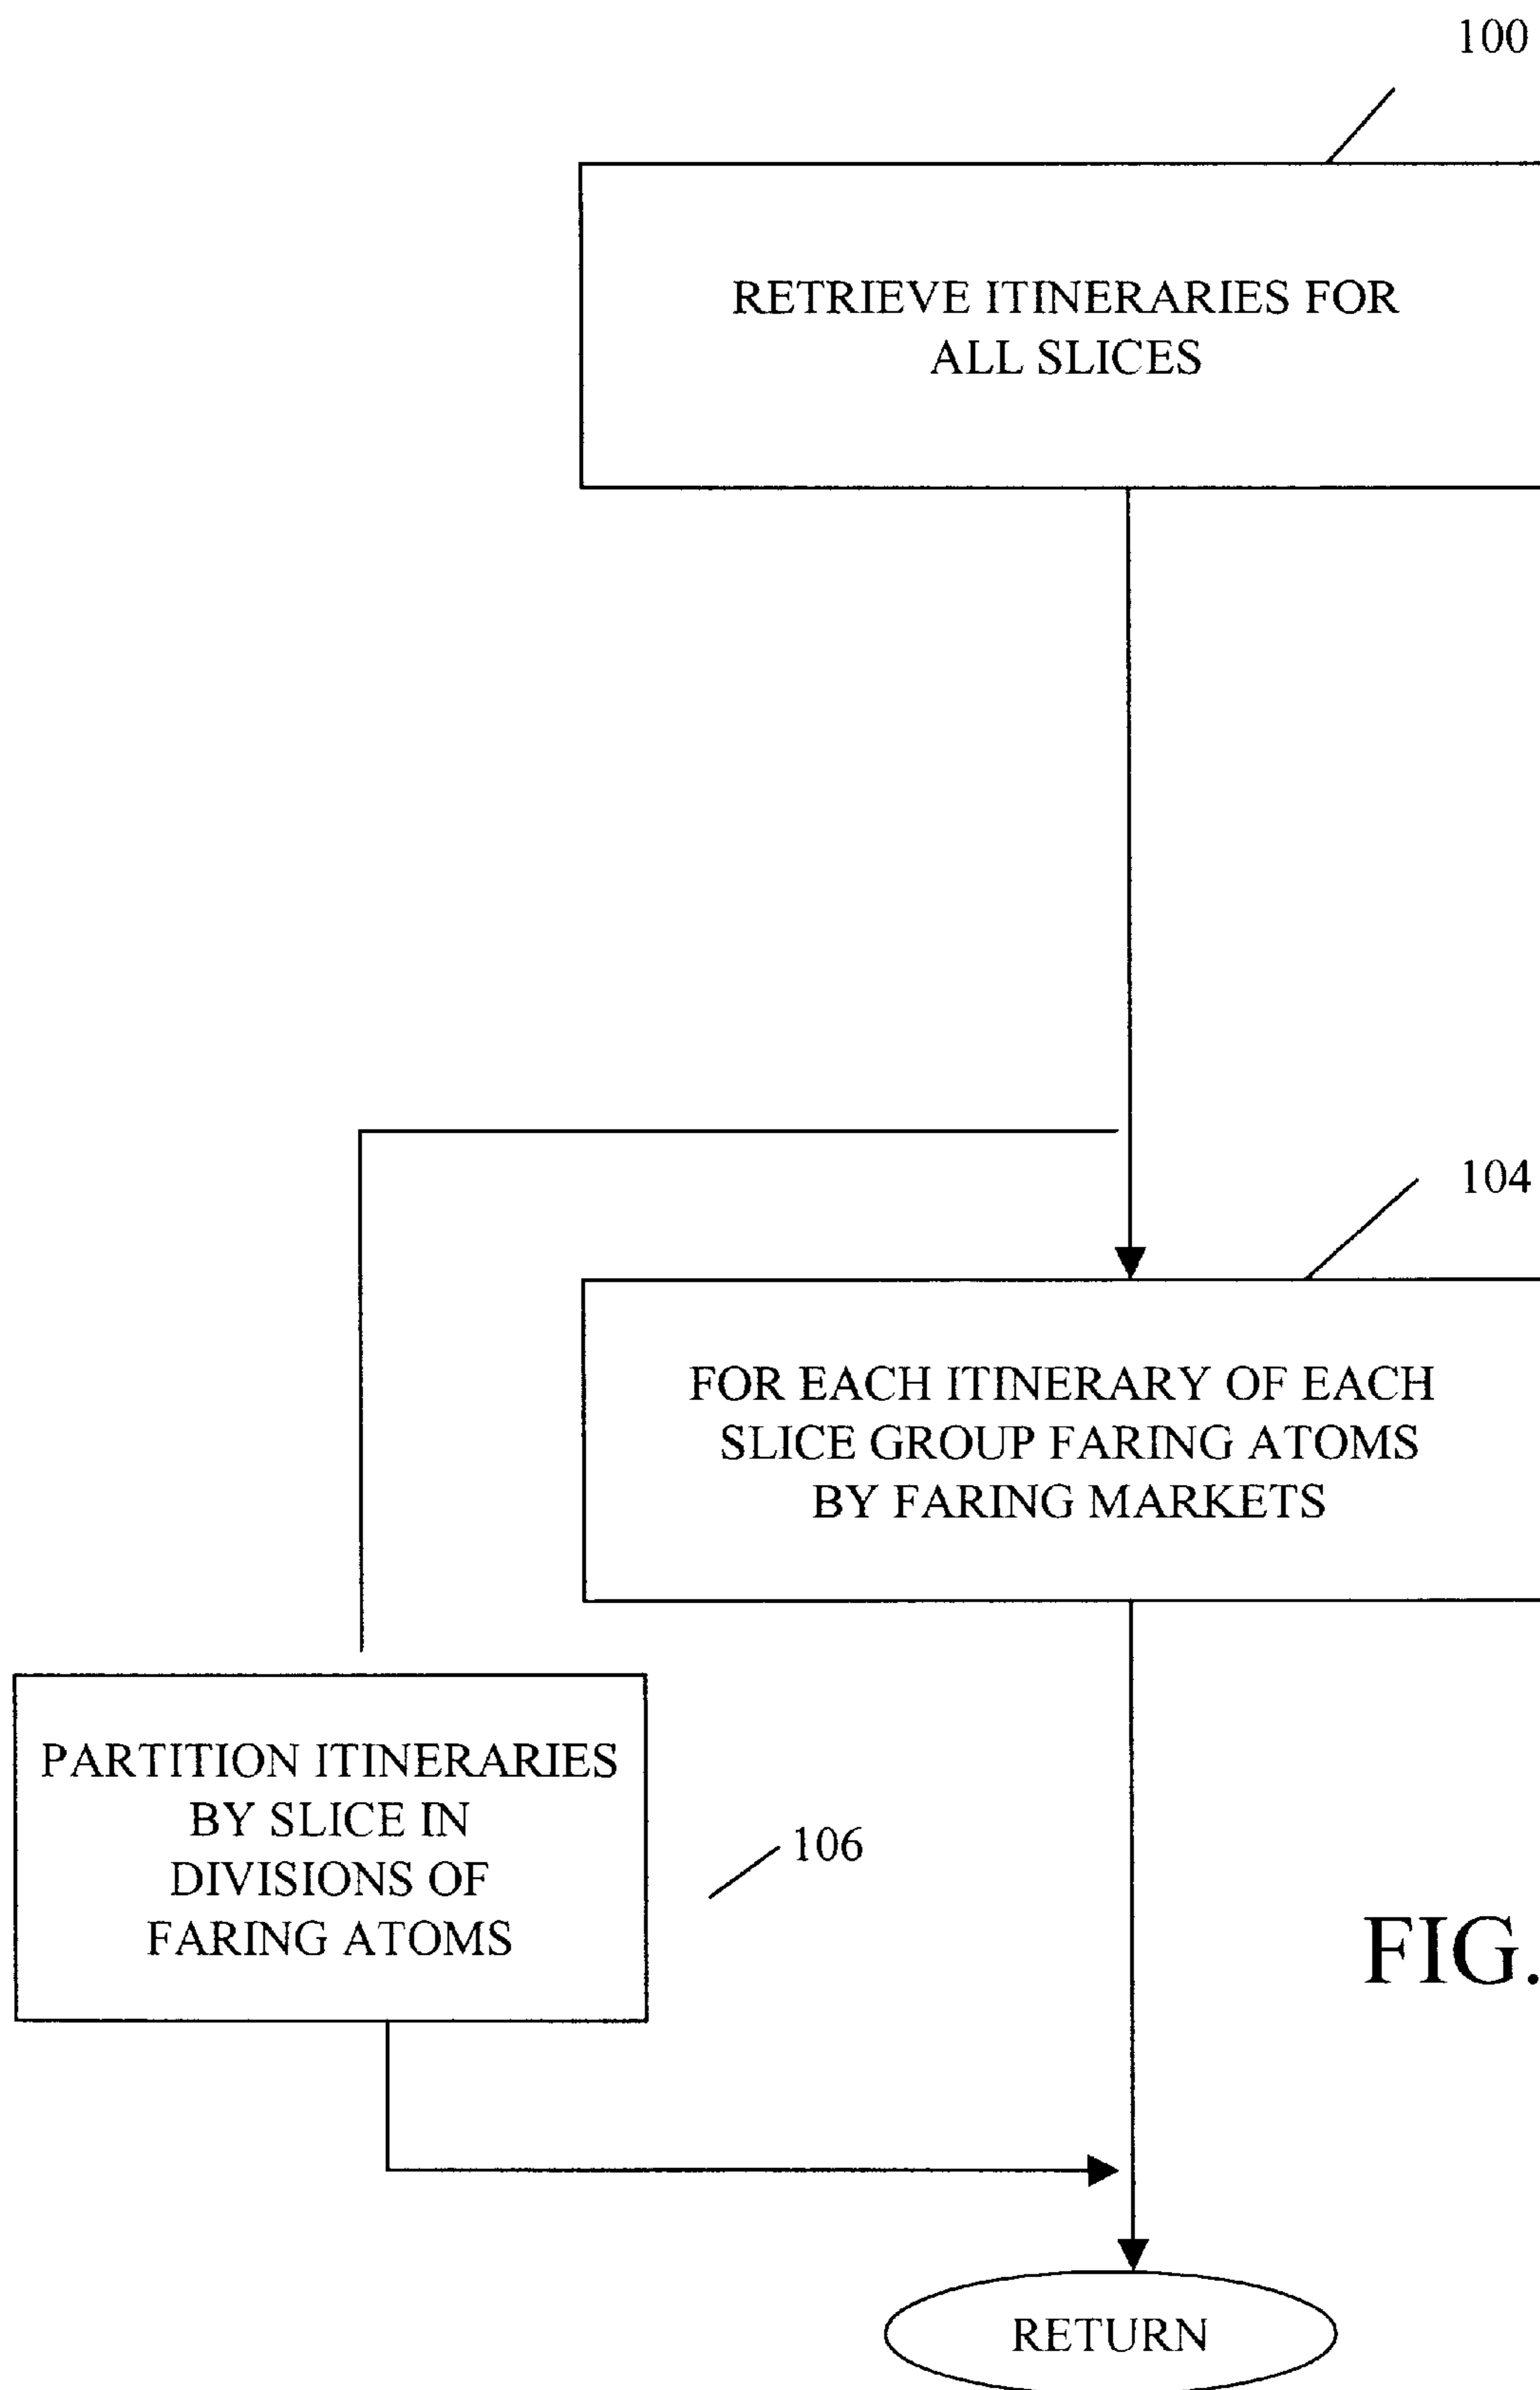 100
RETRIEVE ITINERARIES FOR
ALL SLICES
104
FOR EACH ITINERARY OF EACH
SLICE GROUP FARING ATOMS
BY FARING MARKETS
PARTITION ITINERARIES
BY SLICE IN
DIVISIONS OF
FARING ATOMS
106
FIG.
RETURN